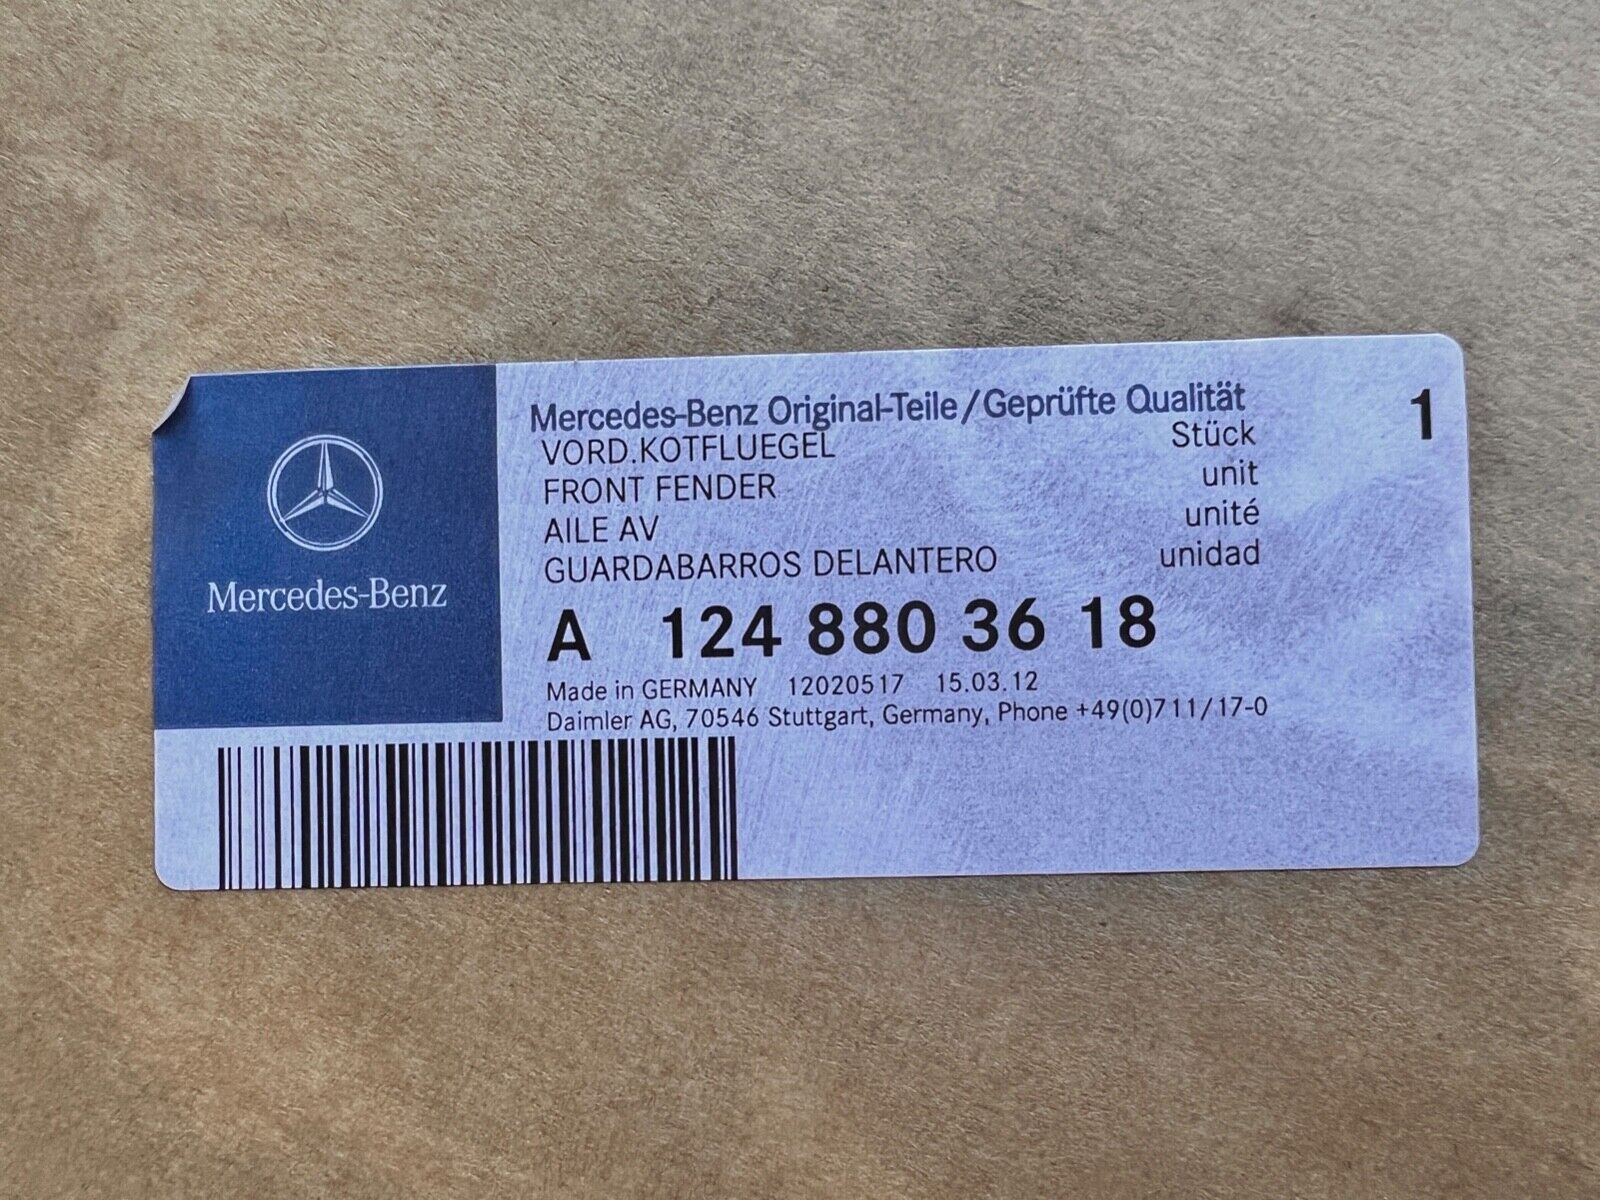 Mercedes-Benz
Mercedes-Benz Original-Teile/Geprüfte Qualität
VORD.KOTFLUEGEL Stück 1
FRONT FENDER unit
AILE AV unité
GUARDABARROS DELANTERO unidad
A 124 880 36 18
Made in GERMANY 12020517 15.03.12
Daimler AG, 70546 Stuttgart, Germany, Phone +49(0)711/17-0